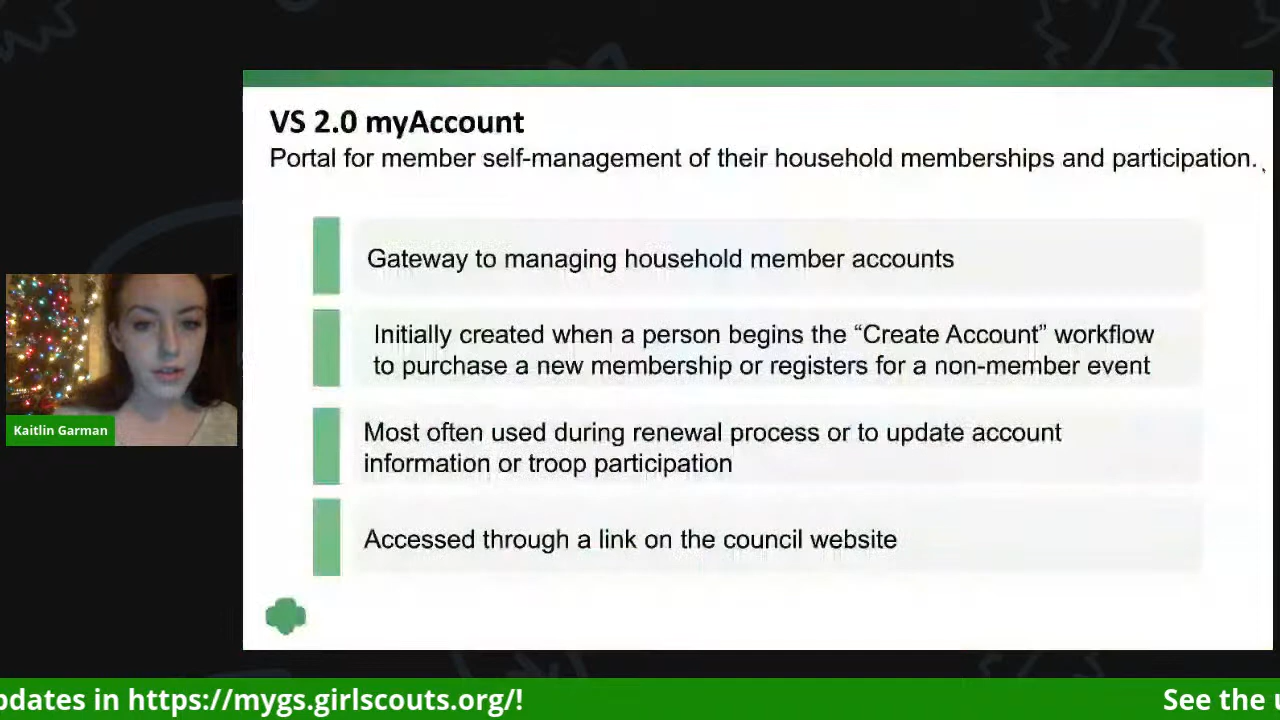 VS 2.0 myAccount
Portal for member self-management of their household memberships and participation.
Gateway to managing household member accounts
Initially created when a person begins the “Create Account” workflow
to purchase a new membership or registers for a non-member event
Most often used during renewal process or to update account
information or troop participation
Accessed through a link on the council website
Kaitlin Garman
pdates in https://mygs.girlscouts.org/!
See the u